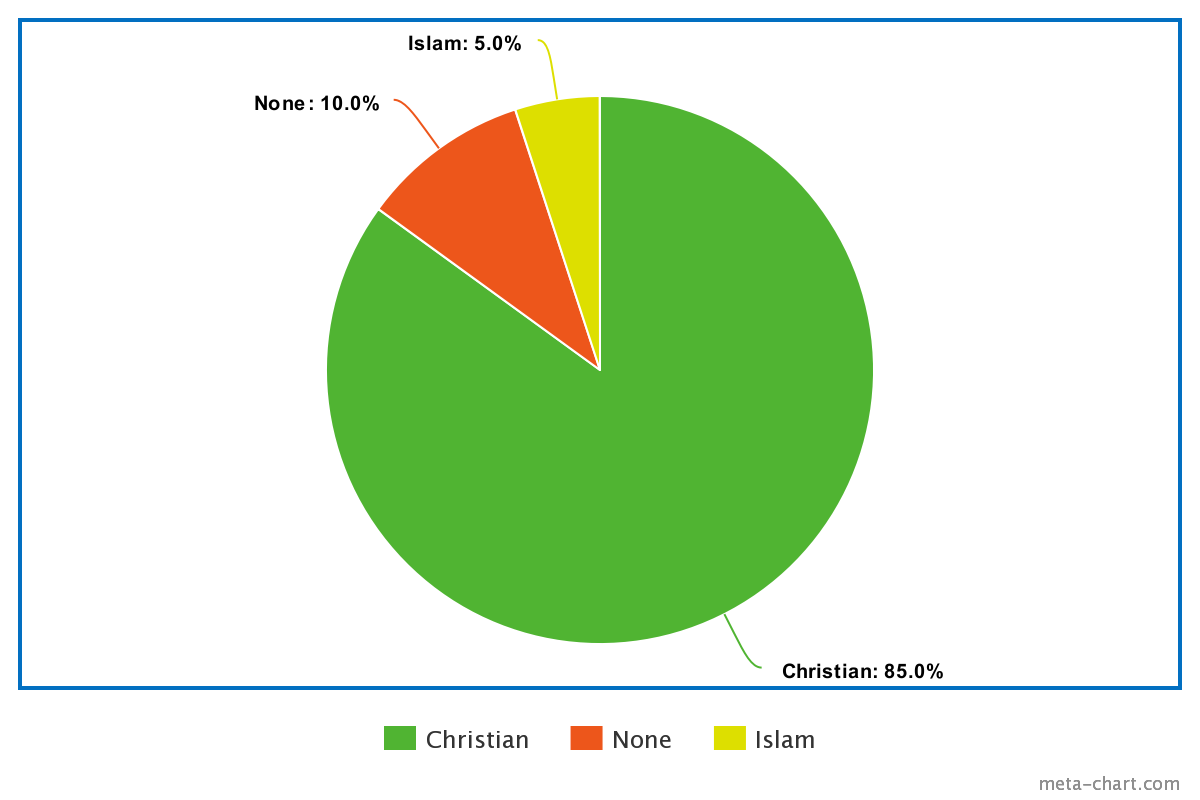 Islam: 5.0%
None: 10.0%
Christian: 85.0%
Christian None Islam
meta-chart.com